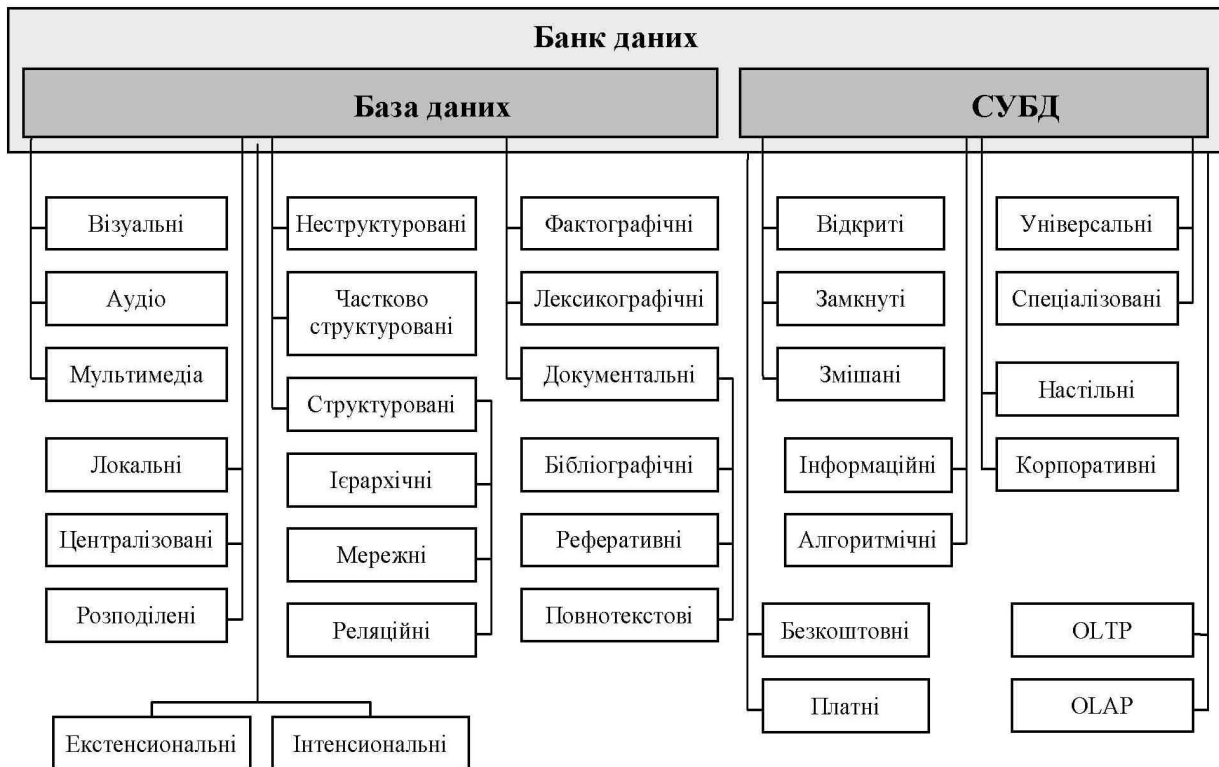 Банк даних
База даних
СУБД
Візуальні
Аудіо
Мультимедіа
Локальні
Централізовані
Розподілені
Екстенсиональні
Інтенсиональні
Неструктуровані
Частково
структуровані
Структуровані
Ієрархічні
Мережні
Реляційні
Фактографічні
Лексикографічні
Документальні
Бібліографічні
Реферативні
Повнотекстові
Відкриті
Замкнуті
Змішані
Інформаційні
Алгоритмічні
Безкоштовні
Платні
Універсальні
Спеціалізовані
Настільні
Корпоративні
OLTP
OLAP